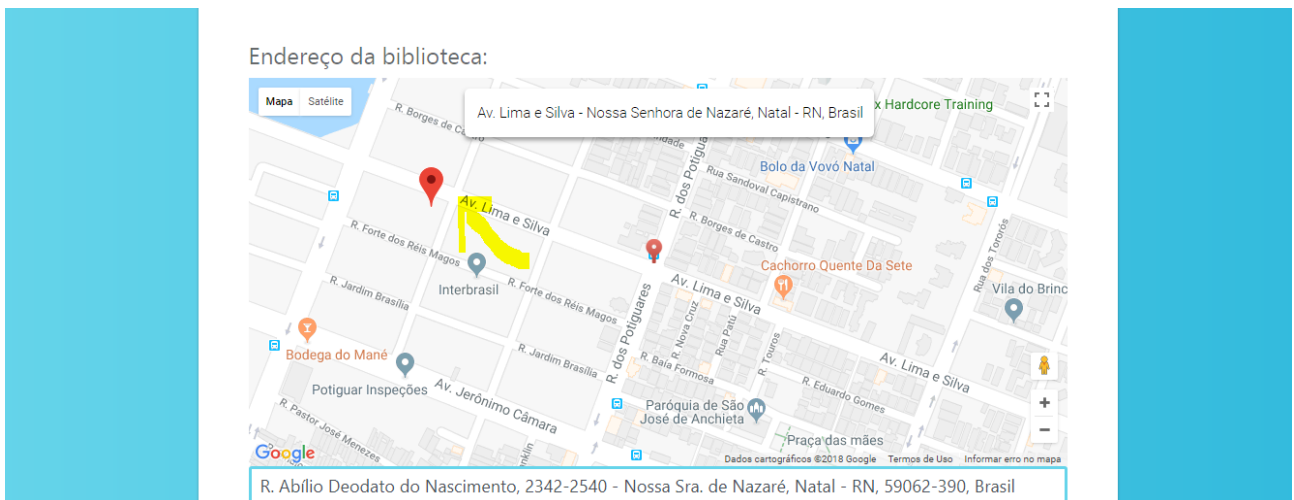 Endereço da biblioteca:
Mapa
Satélite
Av. Lima e Silva - Nossa Senhora de Nazaré, Natal - RN, Brasil
x Hardcore Training
R. Borges de
Bolo da Vovó Natal
Rua Sandoval Capistrano
R. dos Potiguares
Av. Lima e Silva
R. Borges de Castro
R. Forte dos Réis Magos
Cachorro Quente Da Sete
Rua dos Tororós
Interbrasil
R. Forte dos Réis Magos
Vila do Brinc
R. Jardim Brasília
Av. Lima e Silva
R. dos Potiguares
R. Nova Cruz
Rua Patú
R. Touros
Bodega do Mané
R. Jardim Brasília
R. Baía Formosa
Av. Lima e Silva
Potiguar Inspeções
Av. Jerônimo Câmara
R. Eduardo Gomes
Paróquia de São
José de Anchieta
R. Pastor José Menezes
Praça das mães
Google
Dados cartográficos ©2018 Google
Termos de Uso
Informar erro no mapa
R. Abílio Deodato do Nascimento, 2342-2540 - Nossa Sra. de Nazaré, Natal - RN, 59062-390, Brasil